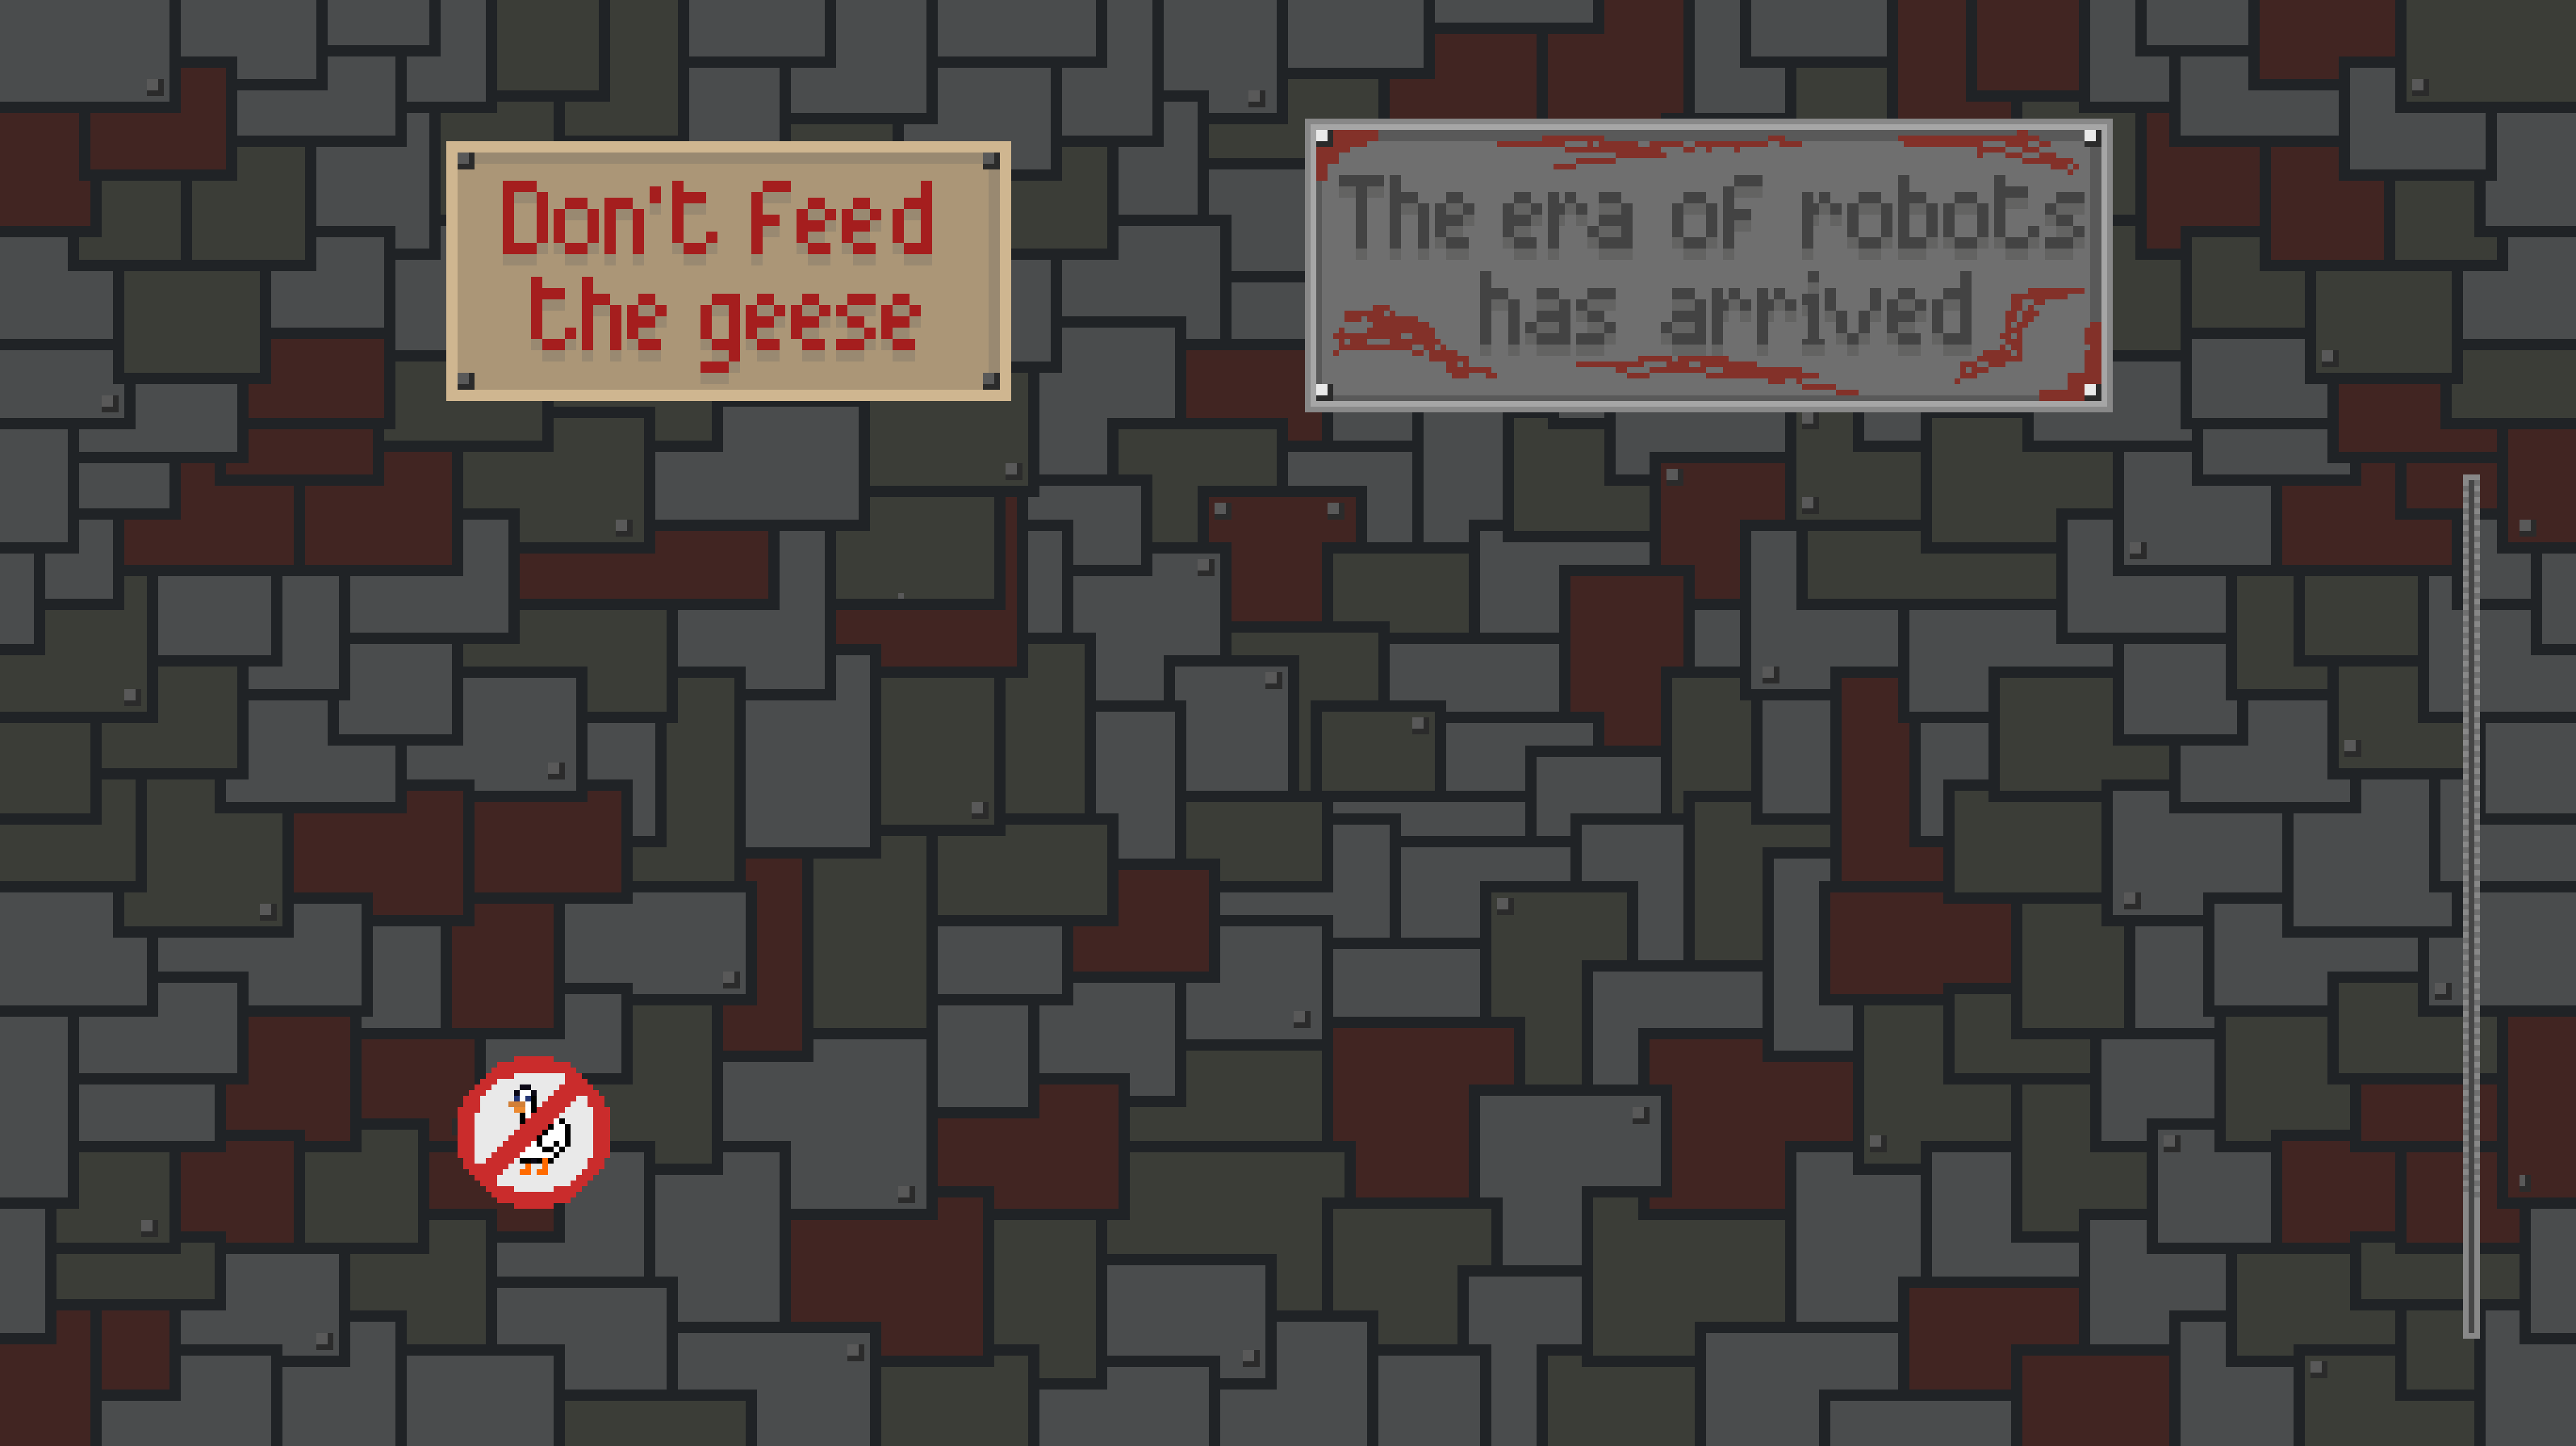 Don't feed
the geese
The era of robots
has arrived